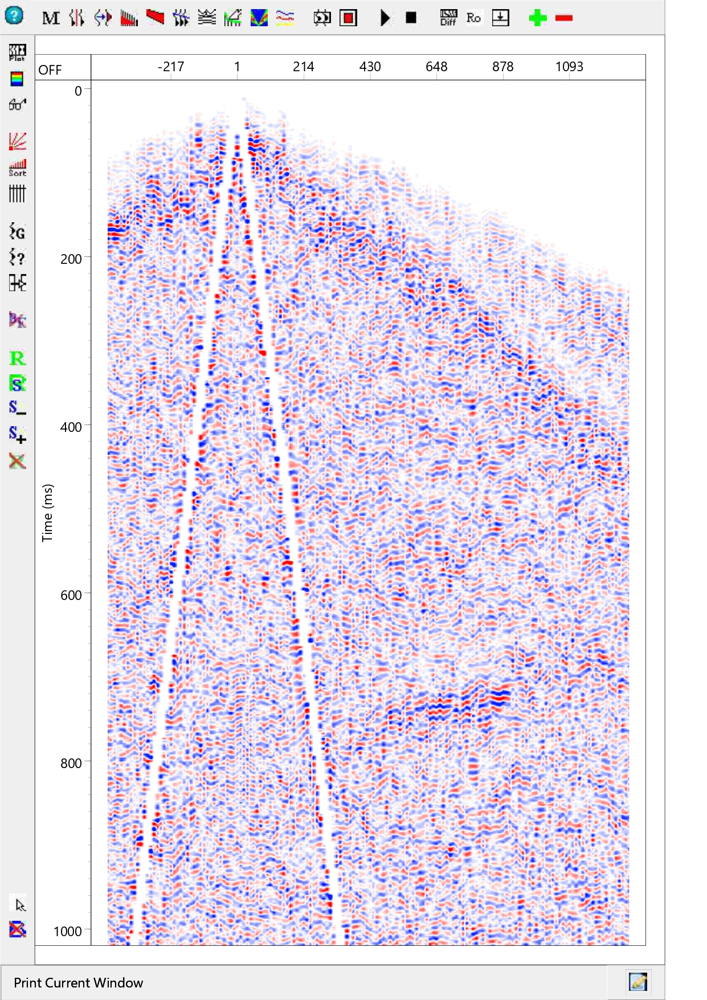 ?
M
ISM
Diff
Ro
Plot
OFF
-217 1 214 430 648 878 1093
0
Sort
G
200
?
R
S
S
400
S
Time (ms)
600
800
1000
Print Current Window